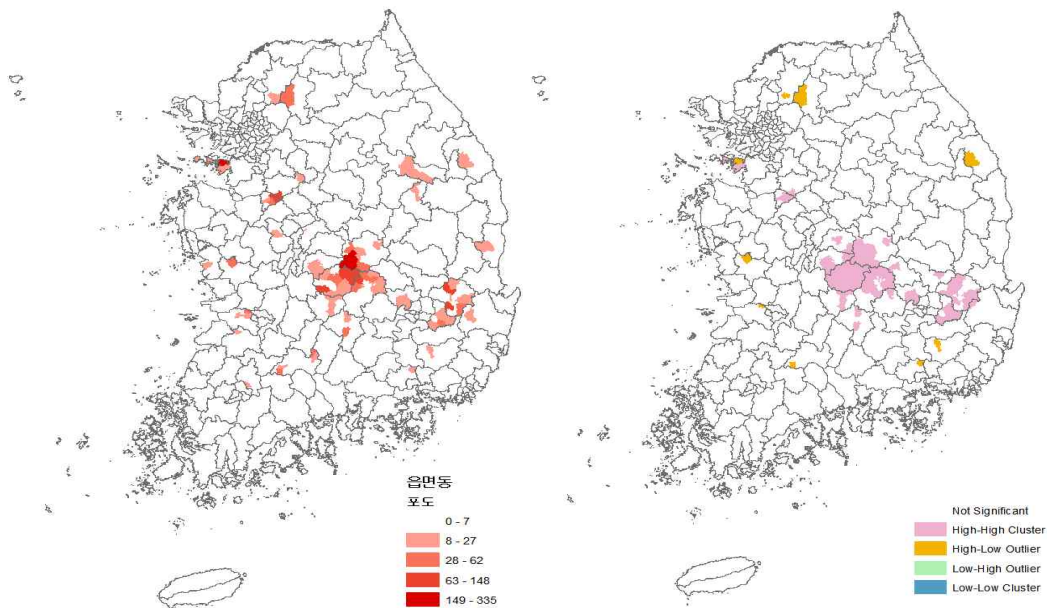 읍면동
포도
0 - 7
8 - 27
28 - 62
63 - 148
149 - 335
Not Significant
High-High Cluster
High-Low Outlier
Low-High Outlier
Low-Low Cluster